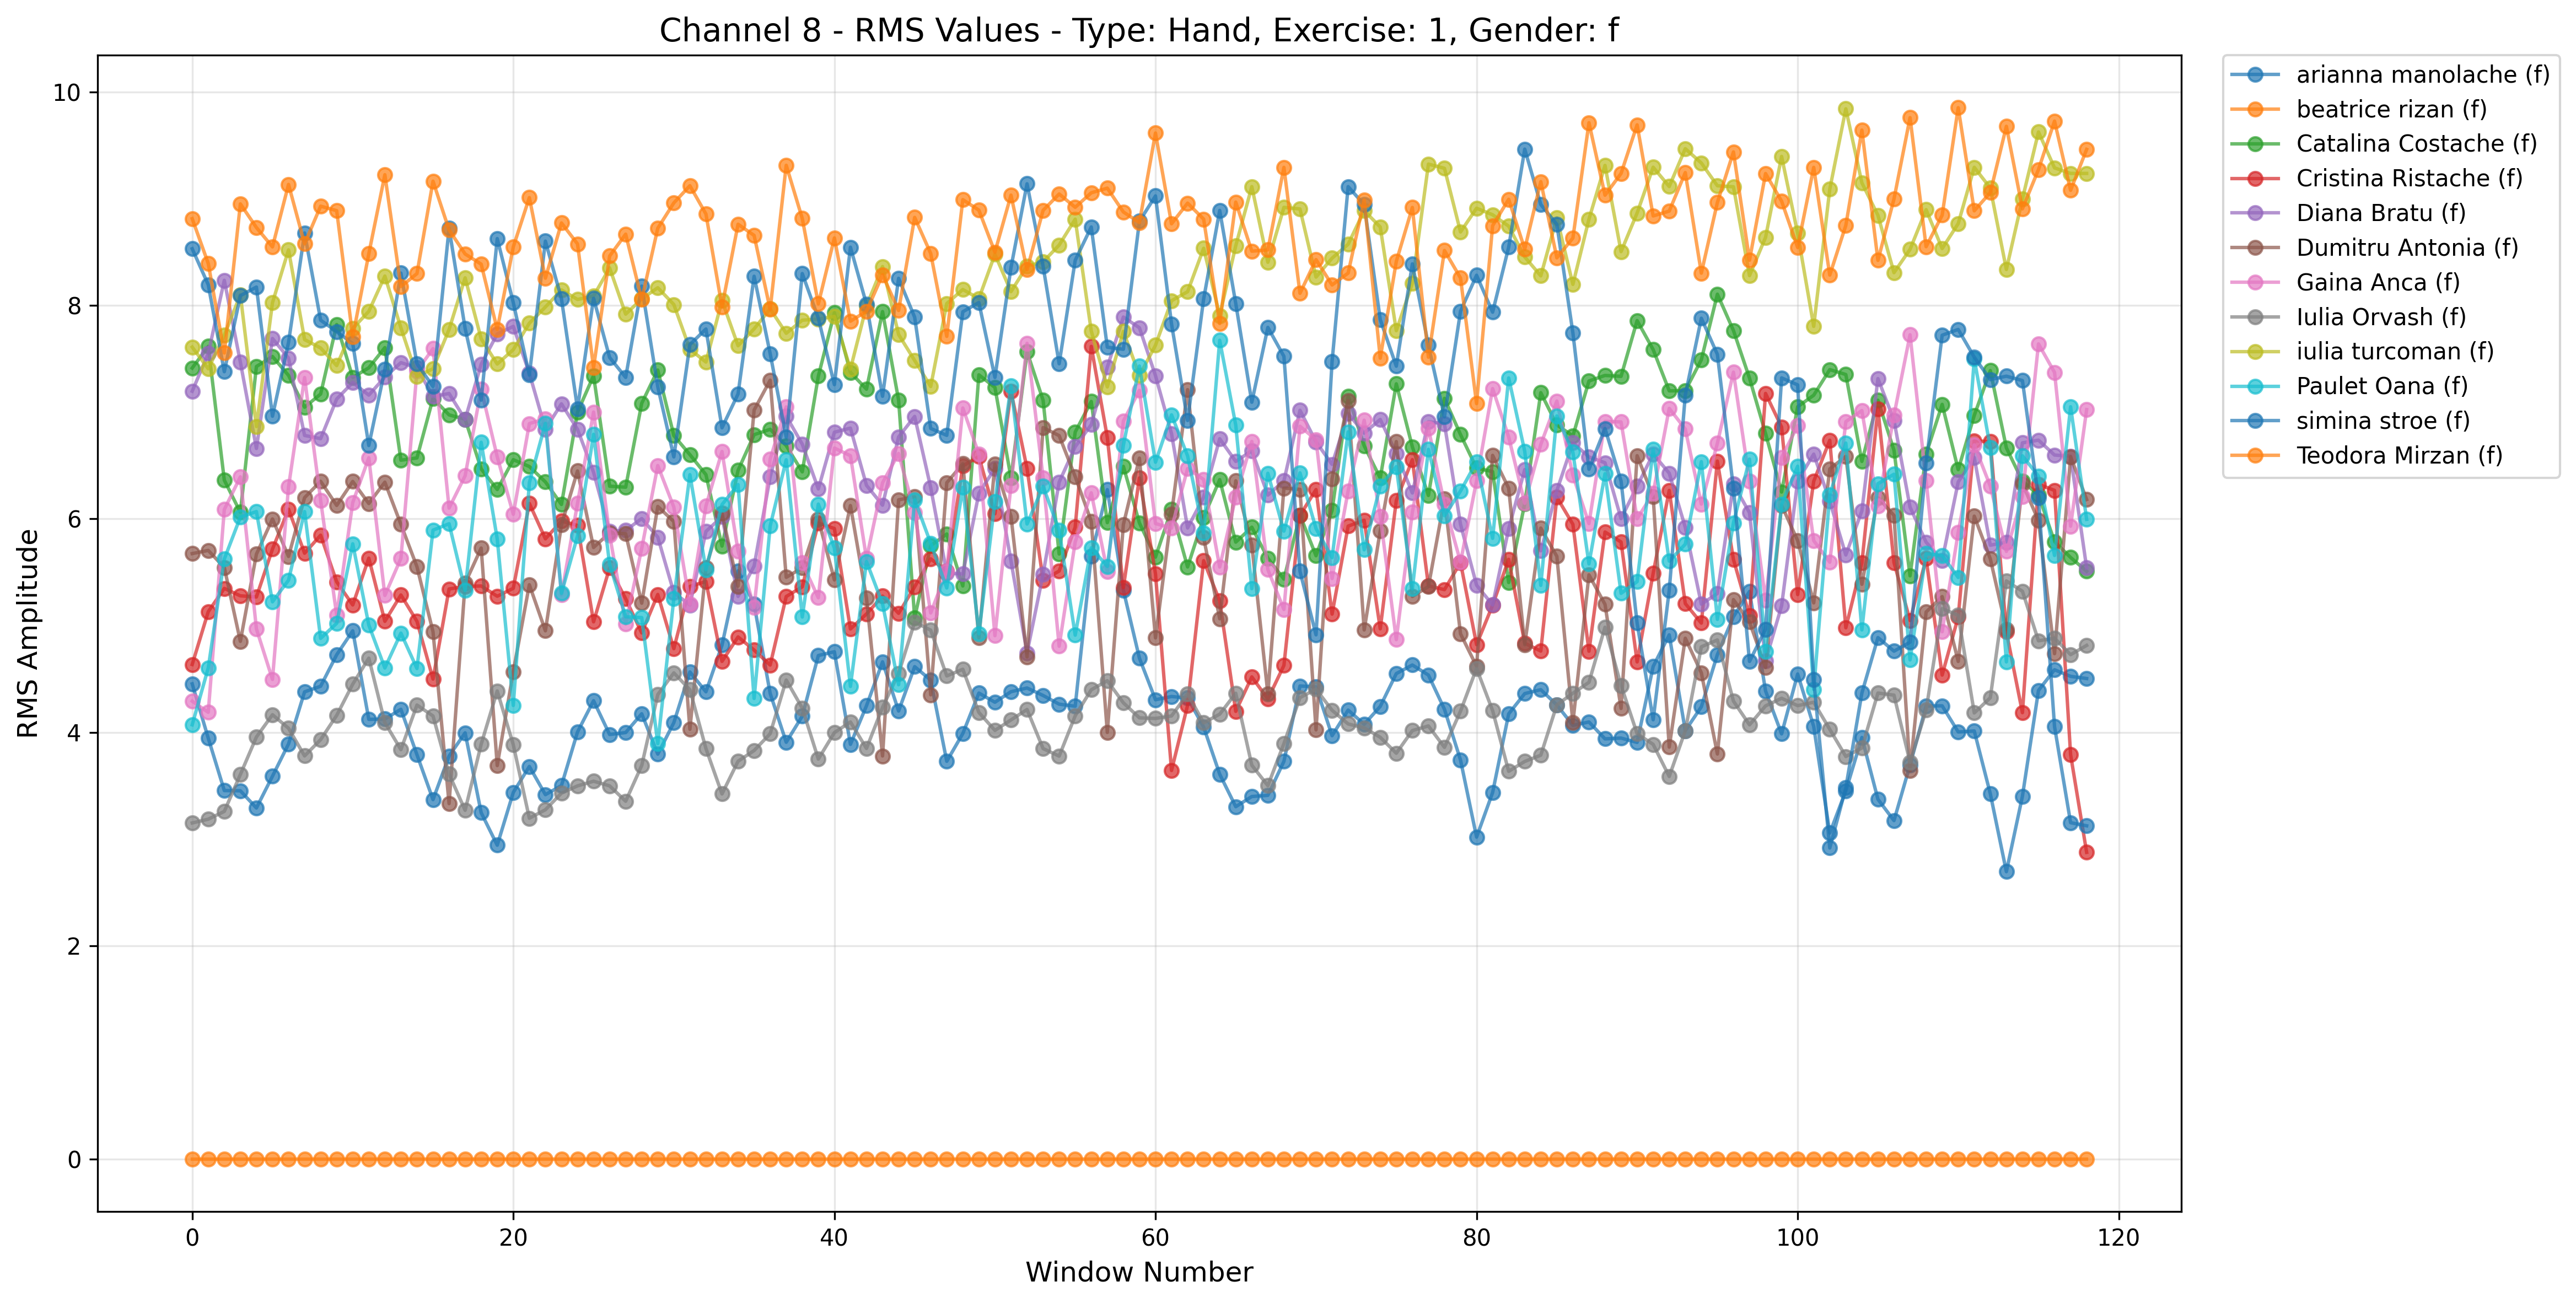 Channel 8 - RMS Values - Type: Hand, Exercise: 1, Gender: f
RMS Amplitude
10
8
6
4
2
0
0 20 40 60 80 100 120
Window Number
arianna manolache (f)
beatrice rizan (f)
Catalina Costache (f)
Cristina Ristache (f)
Diana Bratu (f)
Dumitru Antonia (f)
Gaina Anca (f)
Iulia Orvash (f)
iulia turcoman (f)
Paulet Oana (f)
simina stroe (f)
Teodora Mirzan (f)